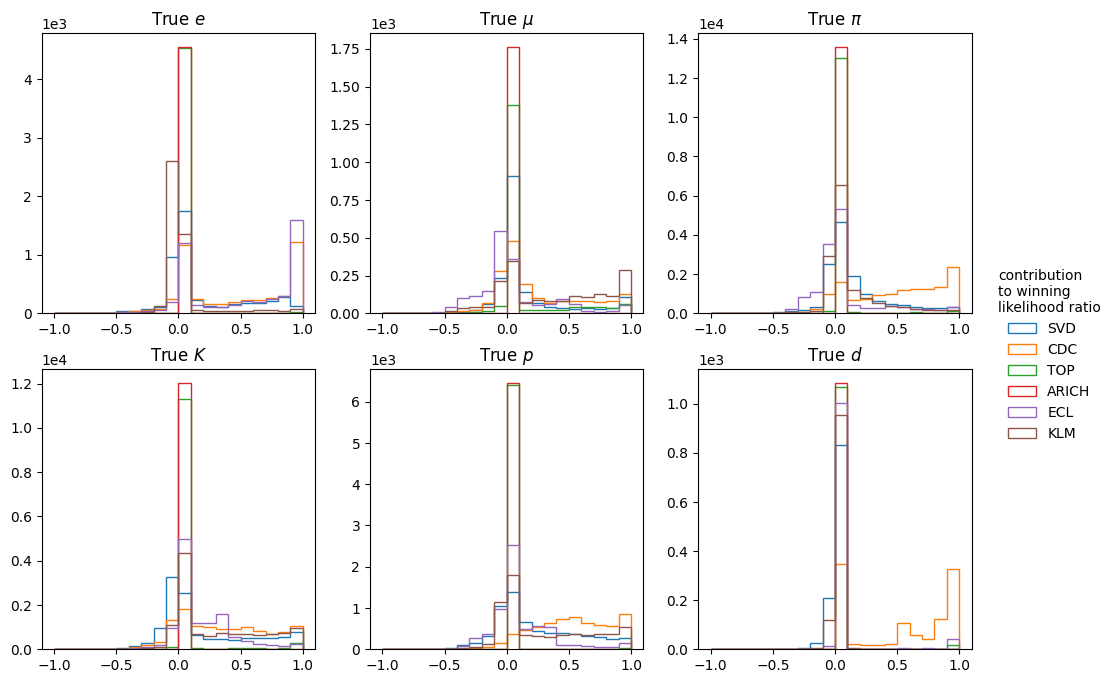 True e
1e3
4
3
2
1
0
−1.0 −0.5 0.0 0.5 1.0
True μ
1e3
1.75
1.50
1.25
1.00
0.75
0.50
0.25
0.00
−1.0 −0.5 0.0 0.5 1.0
True π
1e4
1.4
1.2
1.0
0.8
0.6
0.4
0.2
0.0
−1.0 −0.5 0.0 0.5 1.0
True K
1e4
1.2
1.0
0.8
0.6
0.4
0.2
0.0
−1.0 −0.5 0.0 0.5 1.0
True p
1e3
6
5
4
3
2
1
0
−1.0 −0.5 0.0 0.5 1.0
True d
1e3
1.0
0.8
0.6
0.4
0.2
0.0
−1.0 −0.5 0.0 0.5 1.0
contribution
to winning
likelihood ratio
SVD
CDC
TOP
ARICH
ECL
KLM